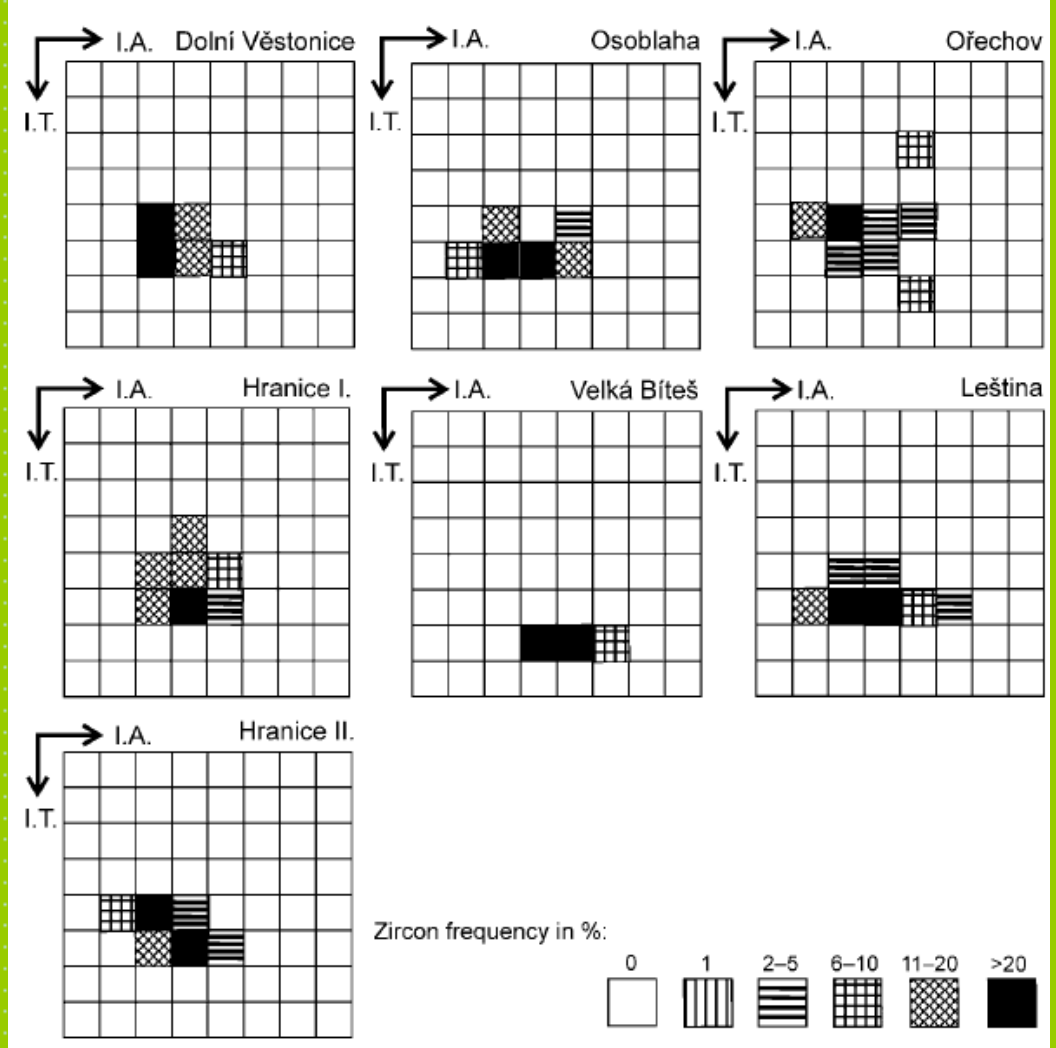 I.A. Dolní Věstonice
I.T.
I.A. Osoblaha
I.T.
I.A. Ořechov
I.T.
I.A. Hranice I.
I.T.
I.A. Velká Bíteš
I.T.
I.A. Leština
I.T.
I.A. Hranice II.
I.T.
Zircon frequency in %:
0 1 2–5 6–10 11–20 >20